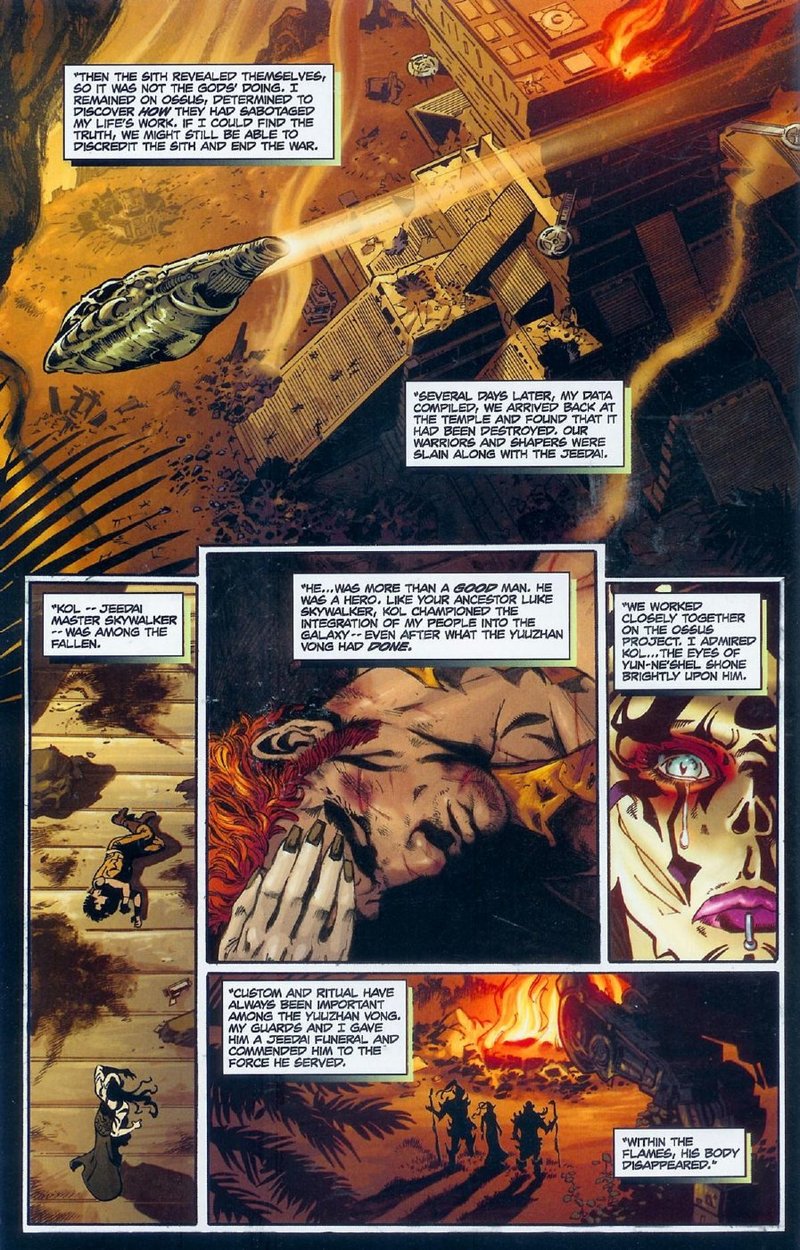 "THEN THE SITH REVEALED THEMSELVES,
SO IT WAS NOT THE GODS' DOING. I
REMAINED ON OSSUS, DETERMINED TO
DISCOVER HOW THEY HAD SABOTAGED
MY LIFE'S WORK. IF I COULD FIND THE
TRUTH, WE MIGHT STILL BE ABLE TO
DISCREDIT THE SITH AND END THE WAR.
"SEVERAL DAYS LATER, MY DATA
COMPILED, WE ARRIVED BACK AT
THE TEMPLE AND FOUND THAT IT
HAD BEEN DESTROYED. OUR
WARRIORS AND SHAPERS WERE
SLAIN ALONG WITH THE JEEDAI.
"KOL -- JEEDAI
MASTER SKYWALKER
-- WAS AMONG THE
FALLEN.
"HE...WAS MORE THAN A GOOD MAN. HE
WAS A HERO. LIKE YOUR ANCESTOR LUKE
SKYWALKER, KOL CHAMPIONED THE
INTEGRATION OF MY PEOPLE INTO THE
GALAXY -- EVEN AFTER WHAT THE YUUZHAN
VONG HAD DONE.
"WE WORKED
CLOSELY TOGETHER
ON THE OSSUS
PROJECT. I ADMIRED
KOL...THE EYES OF
YUN-NE'SHEL SHONE
BRIGHTLY UPON HIM.
"CUSTOM AND RITUAL HAVE
ALWAYS BEEN IMPORTANT
AMONG THE YUUZHAN VONG.
MY GUARDS AND I GAVE
HIM A JEEDAI FUNERAL AND
COMMENDED HIM TO THE
FORCE HE SERVED.
"WITHIN THE
FLAMES, HIS BODY
DISAPPEARED."